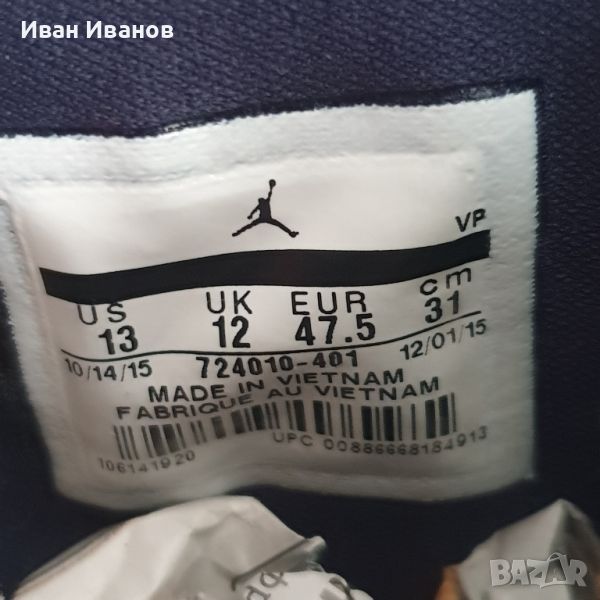 Иван Иванов
VP
US UK EUR cm
13 12 47.5 31
10/14/15 724010-401 12/01/15
MADE IN VIETNAM
FABRIQUE AU VIETNAM
106141920 UPC 00886668184913
BAZAR